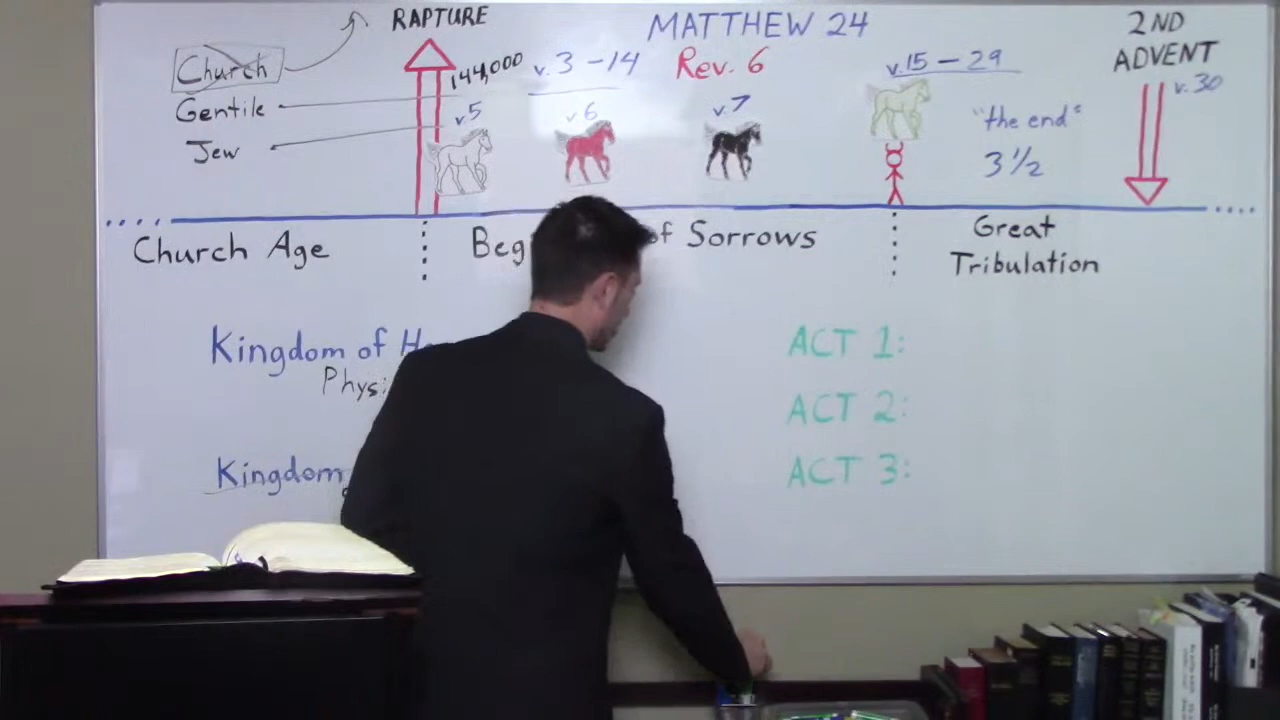 RAPTURE
MATTHEW 24
2ND
ADVENT
Church
Gentile
Jew
144,000
v. 3 - 14
Rev. 6
v. 15 - 29
v. 30
v. 5
v. 6
v. 7
"the end"
3 1/2
Church Age
Beg of Sorrows
Great
Tribulation
Kingdom of He
Physi
ACT 1:
ACT 2:
Kingdom
ACT 3: